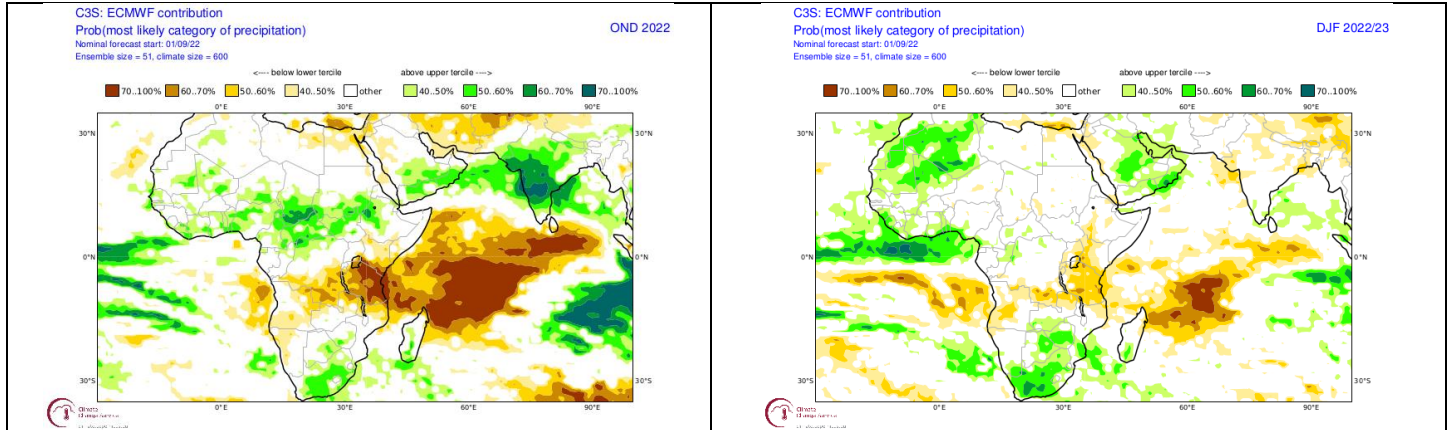 C3S: ECMWF contribution
Prob(most likely category of precipitation)
OND 2022
Nominal forecast start: 01/09/22
Ensemble size = 51, climate size = 600
<---- below lower tercile above upper tercile ---->
70..100% 60..70% 50..60% 40..50% other 40..50% 50..60% 60..70% 70..100%
0°E 30°E 60°E 90°E
30°N 30°N
0°N 0°N
30°S 30°S
0°E 30°E 60°E 90°E
Climate
Change Service
C3S: ECMWF contribution
Prob(most likely category of precipitation)
DJF 2022/23
Nominal forecast start: 01/09/22
Ensemble size = 51, climate size = 600
<---- below lower tercile above upper tercile ---->
70..100% 60..70% 50..60% 40..50% other 40..50% 50..60% 60..70% 70..100%
0°E 30°E 60°E 90°E
30°N 30°N
0°N 0°N
30°S 30°S
0°E 30°E 60°E 90°E
Climate
Change Service